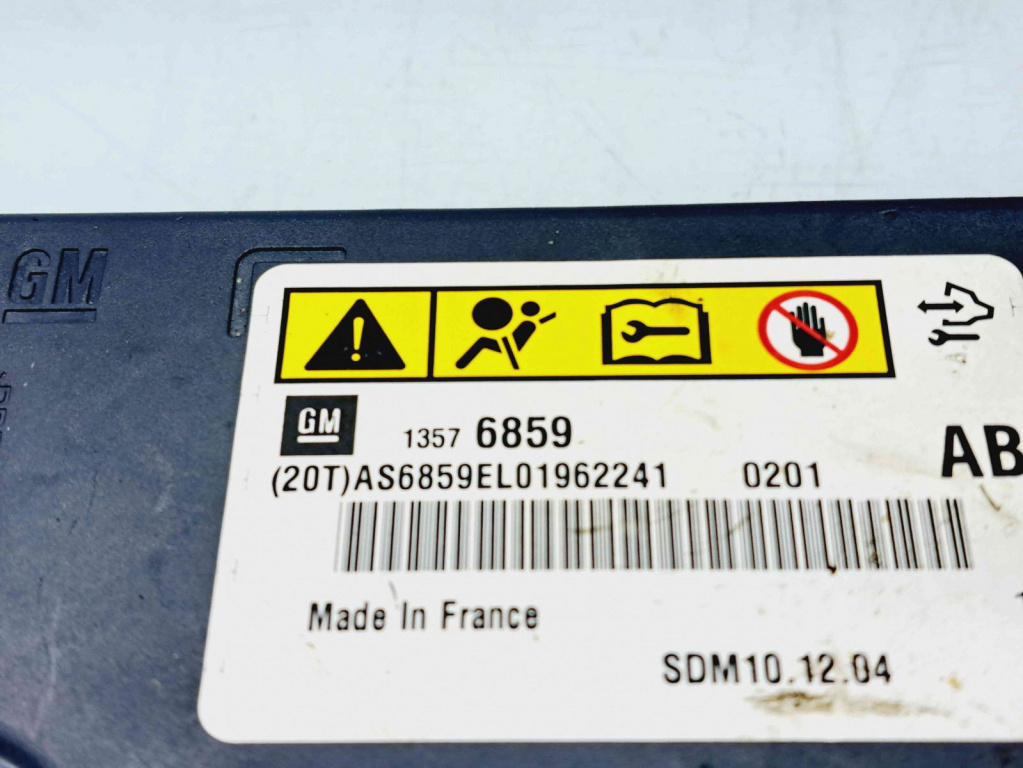 GM
GM
1357 6859
AB
(20T)AS6859EL01962241 0201
Made In France
SDM10.12.04